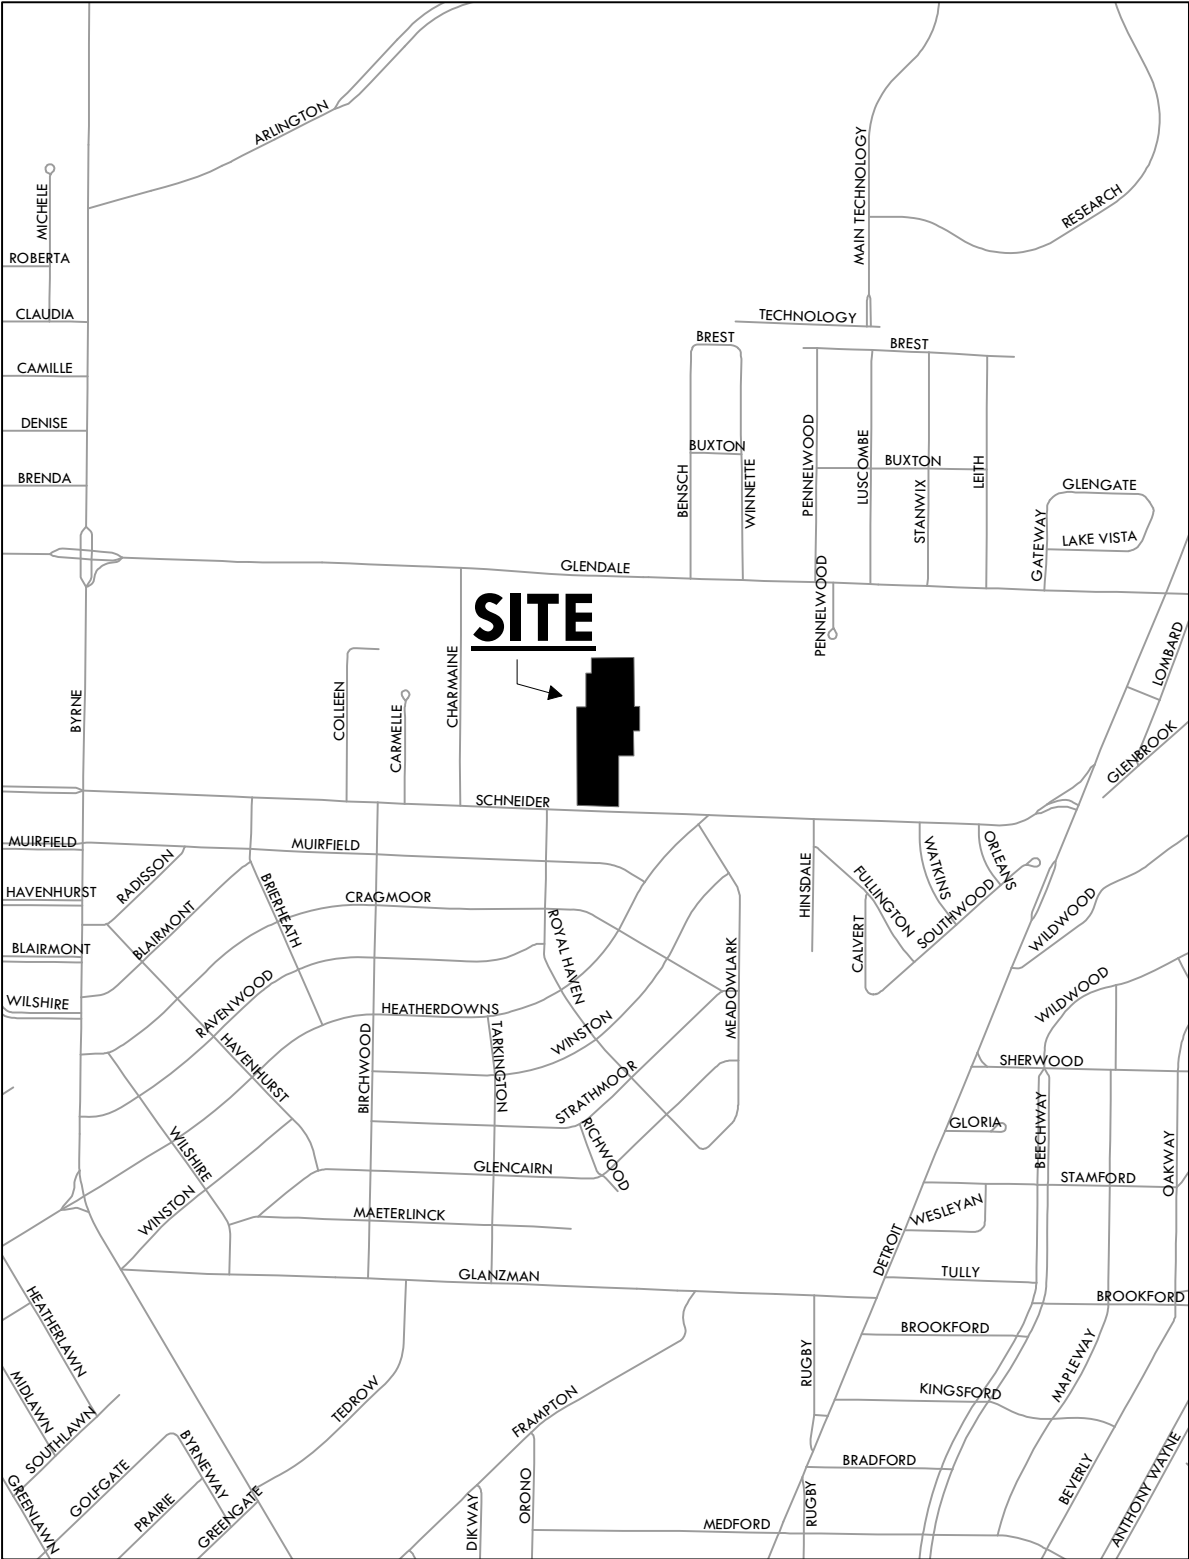 ARLINGTON
MICHELE
MAIN TECHNOLOGY
RESEARCH
ROBERTA
CLAUDIA
TECHNOLOGY
BREST
BREST
CAMILLE
DENISE
BUXTON
BENSCH
WINNETTE
PENNELWOOD
LUSCOMBE
BUXTON
STANWIX
LEITH
BRENDA
GLENGATE
GATEWAY
LAKE VISTA
GLENDALE
PENNELWOOD
SITE
LOMBARD
BYRNE
COLLEEN
CARMELLE
CHARMAINE
GLENBROOK
SCHNEIDER
MUIRFIELD
MUIRFIELD
RADISSON
HAVENHURST
BRIERHEATH
CRAGMOOR
HINSDALE
FULLINGTON
WATKINS
ORLEANS
SOUTHWOOD
CALVERT
WILDWOOD
BLAIRMONT
BLAIRMONT
ROYAL HAVEN
MEADOWLARK
WILSHIRE
RAVENWOOD
HEATHERDOWNS
WILDWOOD
HAVENHURST
BIRCHWOOD
TARKINGTON
WINSTON
SHERWOOD
STRATHMOOR
RICHWOOD
GLORIA
BEECHWAY
OAKWAY
WILSHIRE
GLENCAIRN
STAMFORD
WINSTON
MAETERLINCK
WESLEYAN
DETROIT
GLANZMAN
TULLY
BROOKFORD
HEATHERLAWN
BROOKFORD
RUGBY
MAPLEWAY
MIDLAWN
TEDROW
FRAMPTON
KINGSFORD
SOUTHLAWN
BYRNEWAY
BRADFORD
BEVERLY
ANTHONY WAYNE
GREENLAWN
GOLFGATE
PRAIRIE
GREENGATE
DIKWAY
ORONO
MEDFORD
RUGBY